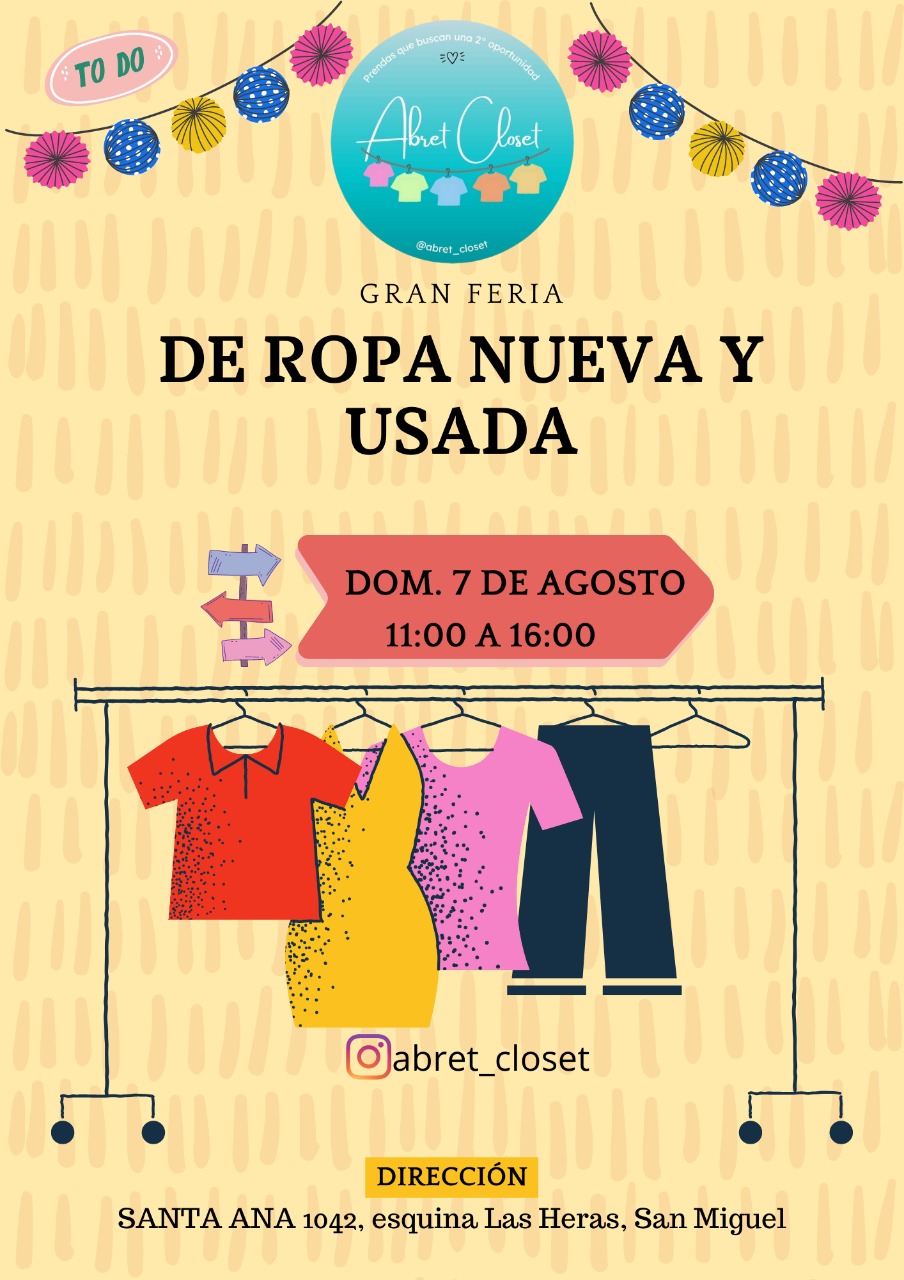 TO DO
Prendas que buscan una 2° oportunidad
Abret Closet
@abret_closet
GRAN FERIA
DE ROPA NUEVA Y
USADA
DOM. 7 DE AGOSTO
11:00 A 16:00
abret_closet
DIRECCIÓN
SANTA ANA 1042, esquina Las Heras, San Miguel